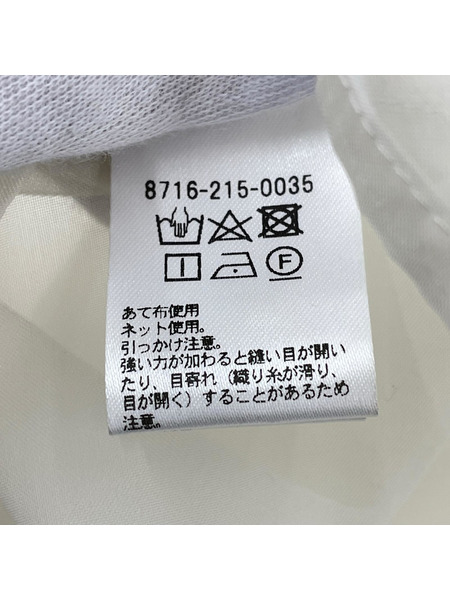 8716-215-0035
F
あて布使用
ネット使用。
引っかけ注意。
強い力が加わると縫い目が開い
たり、目寄れ（織り糸が滑り、
目が開く）することがあるため
注意。